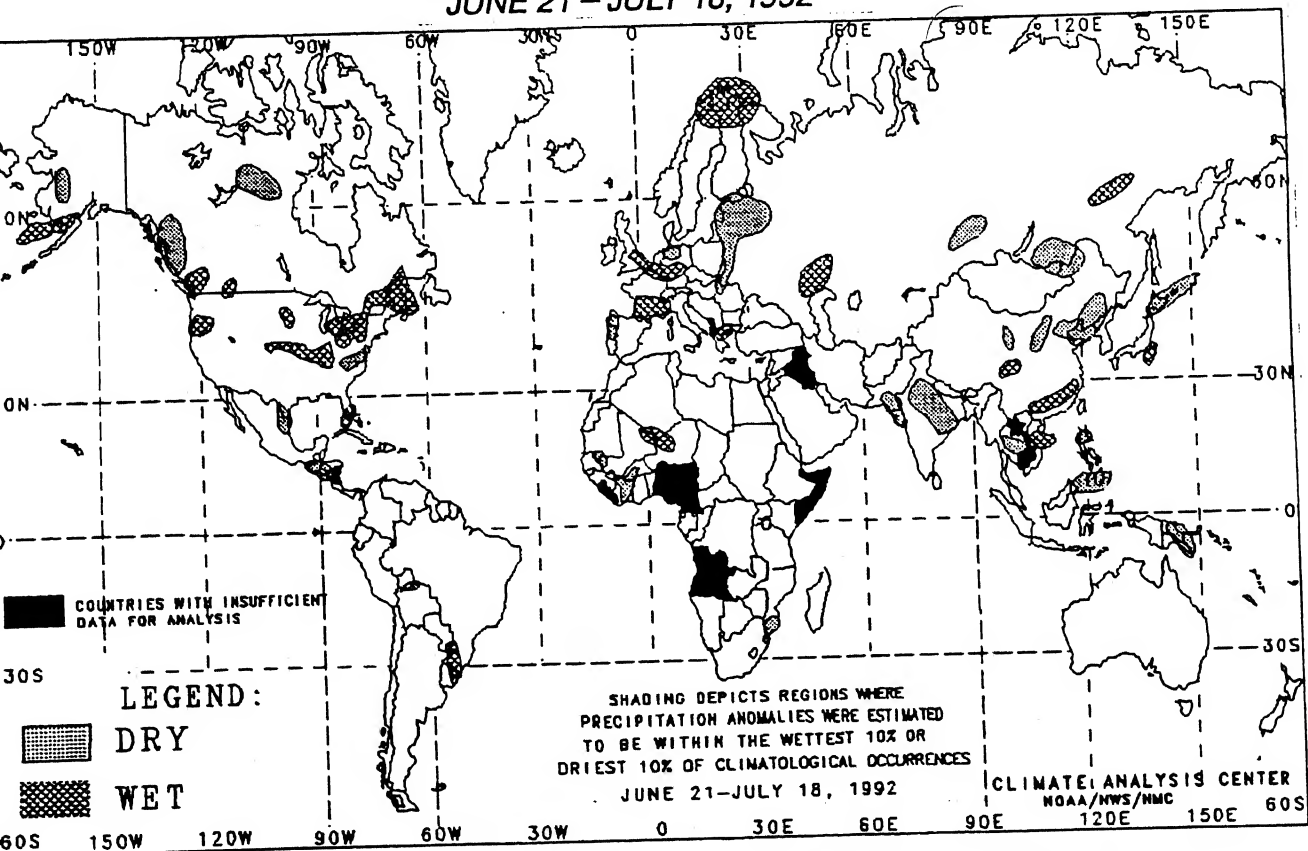 JUNE 21 – JULY 18, 1992
150W 120W 90W 60W 30W 0 30E 60E 90E 120E 150E
60N
30N
0
COUNTRIES WITH INSUFFICIENT
DATA FOR ANALYSIS
30S 30S
LEGEND:
DRY
WET
SHADING DEPICTS REGIONS WHERE
PRECIPITATION ANOMALIES WERE ESTIMATED
TO BE WITHIN THE WETTEST 10% OR
DRIEST 10% OF CLIMATOLOGICAL OCCURRENCES
JUNE 21-JULY 18, 1992
CLIMATE ANALYSIS CENTER
NOAA/NWS/NMC
60S 150W 120W 90W 60W 30W 0 30E 60E 90E 120E 150E 60S